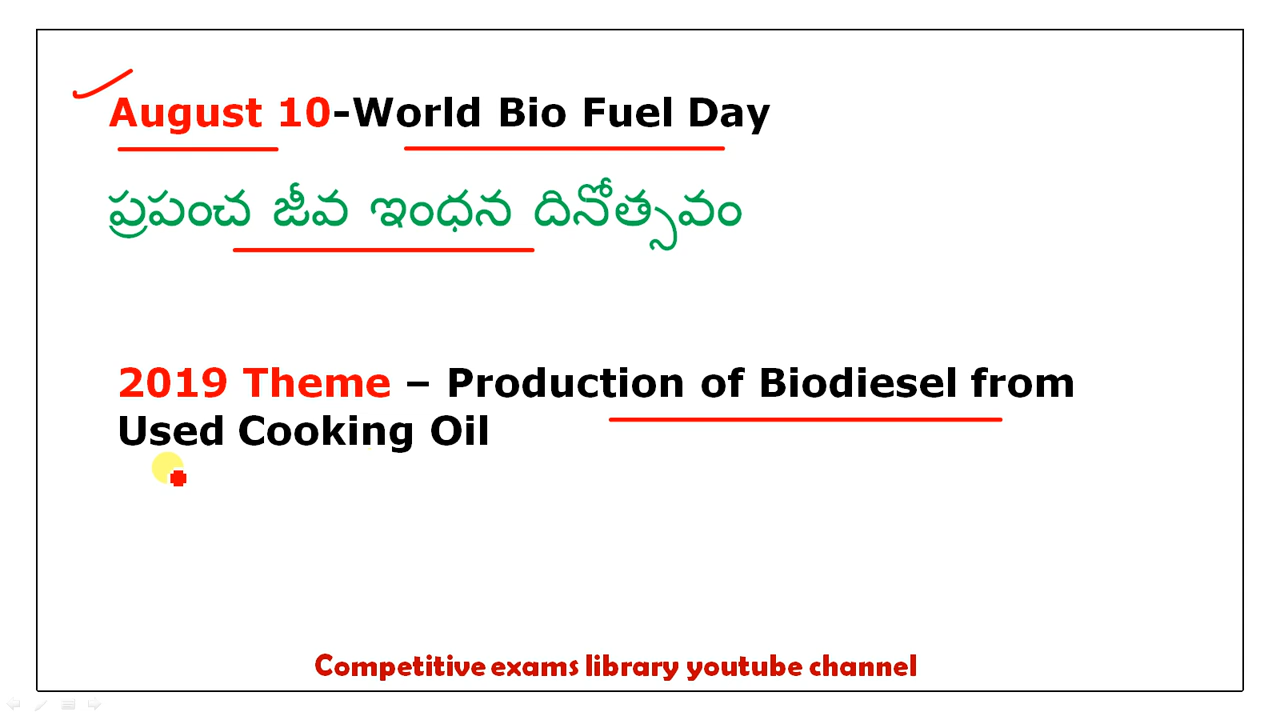 August 10-World Bio Fuel Day
ప్రపంచ జీవ ఇంధన దినోత్సవం
2019 Theme – Production of Biodiesel from
Used Cooking Oil
Competitive exams library youtube channel